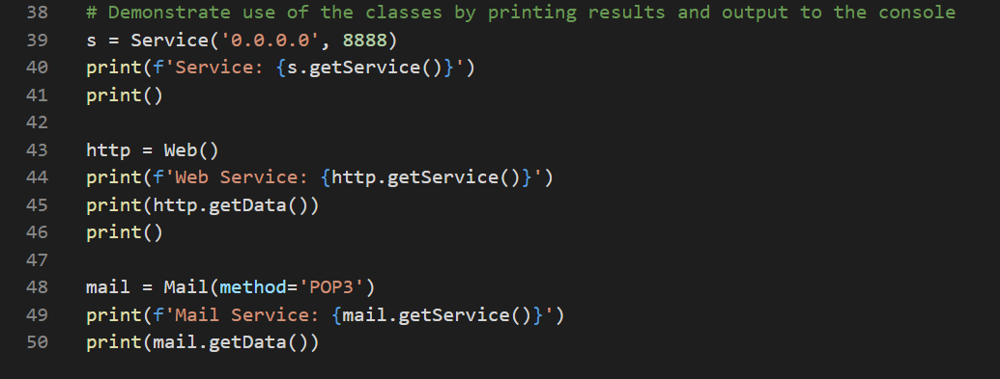 38 # Demonstrate use of the classes by printing results and output to the console
39 s = Service('0.0.0.0', 8888)
40 print(f'Service: {s.getService()}')
41 print()
42
43 http = Web()
44 print(f'Web Service: {http.getService()}')
45 print(http.getData())
46 print()
47
48 mail = Mail(method='POP3')
49 print(f'Mail Service: {mail.getService()}')
50 print(mail.getData())